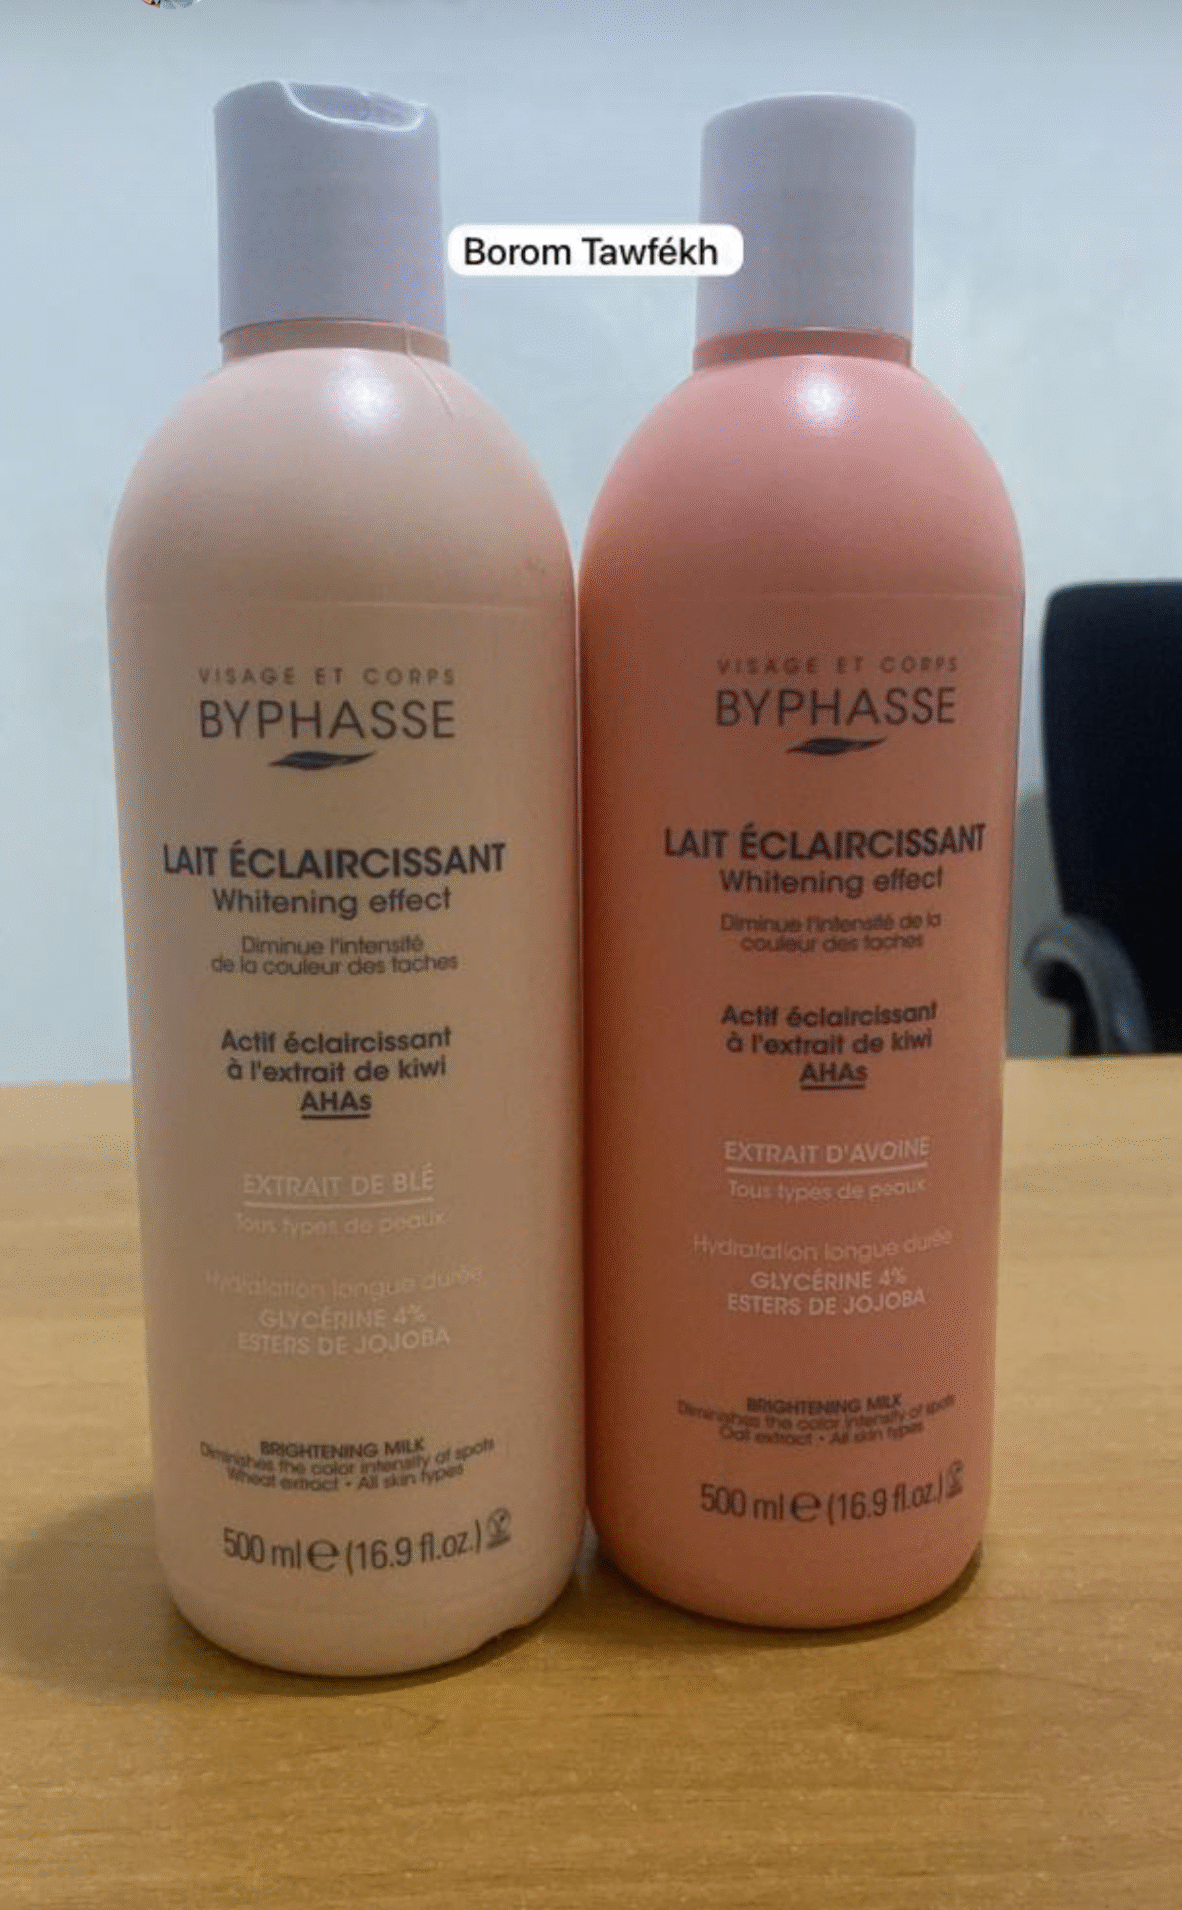 Borom Tawfékh
VISAGE ET CORPS
BYPHASSE
LAIT ÉCLAIRCISSANT
Whitening effect
Diminue l'intensité
de la couleur des taches
Actif éclaircissant
à l'extrait de kiwi
AHAs
EXTRAIT DE BLÉ
Tous types de peaux
Hydratation longue durée
GLYCÉRINE 4%
ESTERS DE JOJOBA
BRIGHTENING MILK
Diminishes the color intensity of spots
Wheat extract • All skin types
500 ml e (16.9 fl.oz.)
VISAGE ET CORPS
BYPHASSE
LAIT ÉCLAIRCISSANT
Whitening effect
Diminue l'intensité de la
couleur des taches
Actif éclaircissant
à l'extrait de kiwi
AHAs
EXTRAIT D'AVOINE
Tous types de peaux
Hydratation longue durée
GLYCÉRINE 4%
ESTERS DE JOJOBA
BRIGHTENING MILK
Diminishes the color intensity of spots
Oat extract • All skin types
500 ml e (16.9 fl.oz.)